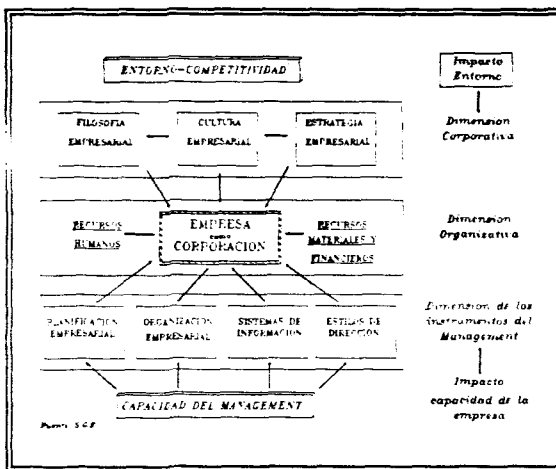 ENTORNO-COMPETITIVIDAD
Impacto
Entorno
FILOSOFIA
EMPRESARIAL
CULTURA
EMPRESARIAL
ESTRATEGIA
EMPRESARIAL
Dimension
Corporativa
RECURSOS
HUMANOS
EMPRESA
COMO
CORPORACION
RECURSOS
MATERIALES Y
FINANCIEROS
Dimension
Organizativa
PLANIFICACION
EMPRESARIAL
ORGANIZACION
EMPRESARIAL
SISTEMAS DE
INFORMACION
ESTILOS DE
DIRECCION
Dimension de los
instrumentos del
Management
CAPACIDAD DEL MANAGEMENT
Impacto
capacidad de la
empresa